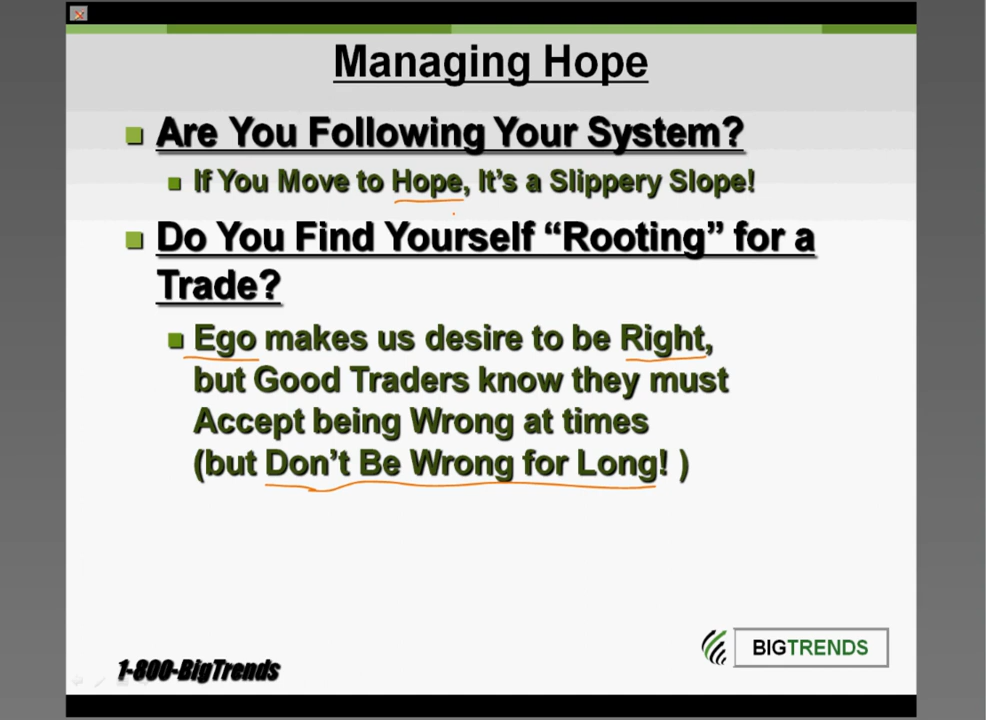 Managing Hope
Are You Following Your System?
If You Move to Hope, It's a Slippery Slope!
Do You Find Yourself “Rooting” for a
Trade?
Ego makes us desire to be Right,
but Good Traders know they must
Accept being Wrong at times
(but Don't Be Wrong for Long! )
BIGTRENDS
1-800-BigTrends